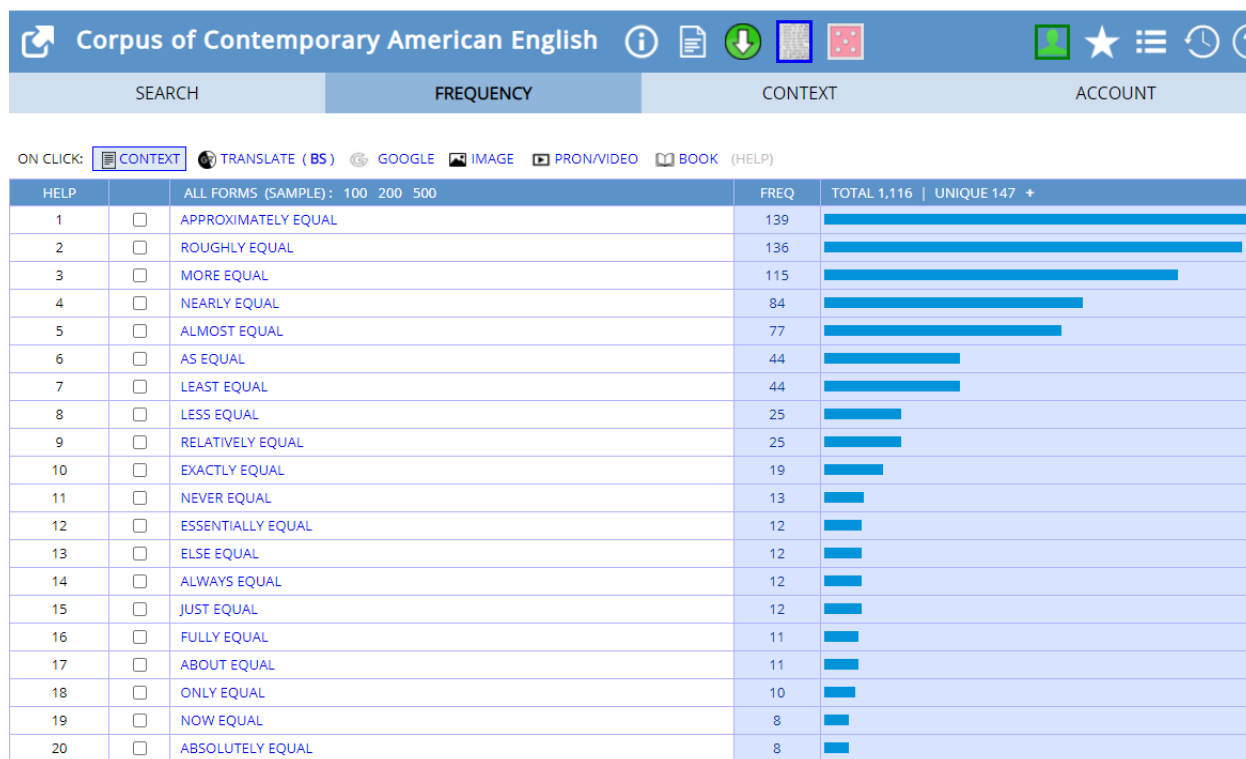 Corpus of Contemporary American English
SEARCH FREQUENCY CONTEXT ACCOUNT
ON CLICK: CONTEXT TRANSLATE (BS) GOOGLE IMAGE PRON/VIDEO BOOK (HELP)
HELP ALL FORMS (SAMPLE): 100 200 500 FREQ TOTAL 1,116 | UNIQUE 147 +
1 APPROXIMATELY EQUAL 139
2 ROUGHLY EQUAL 136
3 MORE EQUAL 115
4 NEARLY EQUAL 84
5 ALMOST EQUAL 77
6 AS EQUAL 44
7 LEAST EQUAL 44
8 LESS EQUAL 25
9 RELATIVELY EQUAL 25
10 EXACTLY EQUAL 19
11 NEVER EQUAL 13
12 ESSENTIALLY EQUAL 12
13 ELSE EQUAL 12
14 ALWAYS EQUAL 12
15 JUST EQUAL 12
16 FULLY EQUAL 11
17 ABOUT EQUAL 11
18 ONLY EQUAL 10
19 NOW EQUAL 8
20 ABSOLUTELY EQUAL 8